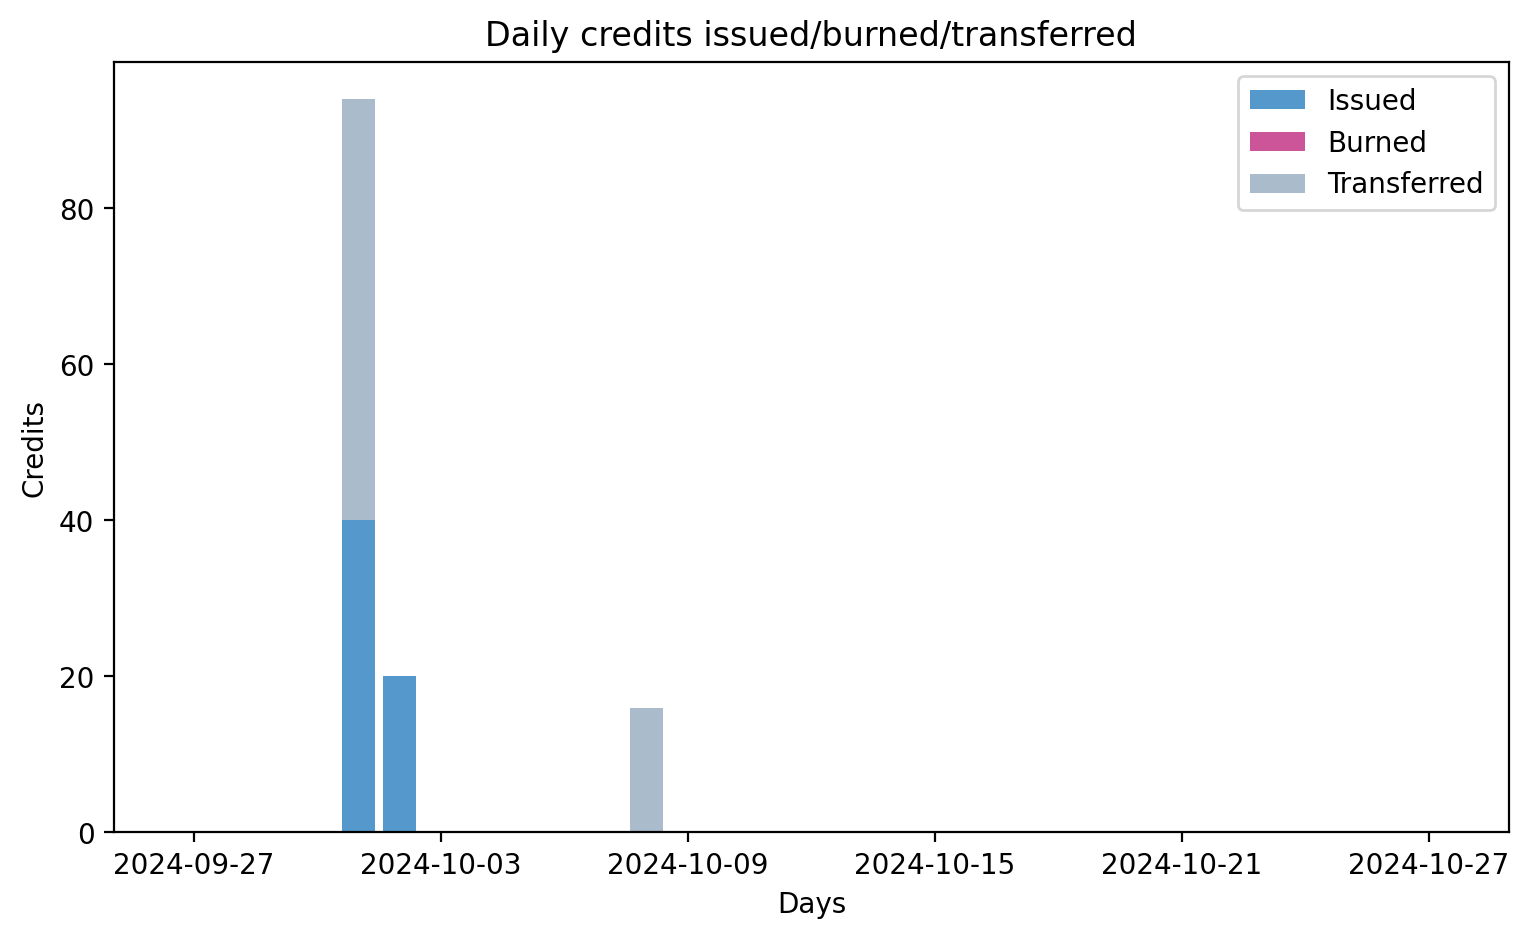 Daily credits issued/burned/transferred
Issued
Burned
Transferred
80
60
40
20
0
Credits
2024-09-27 2024-10-03 2024-10-09 2024-10-15 2024-10-21 2024-10-27
Days